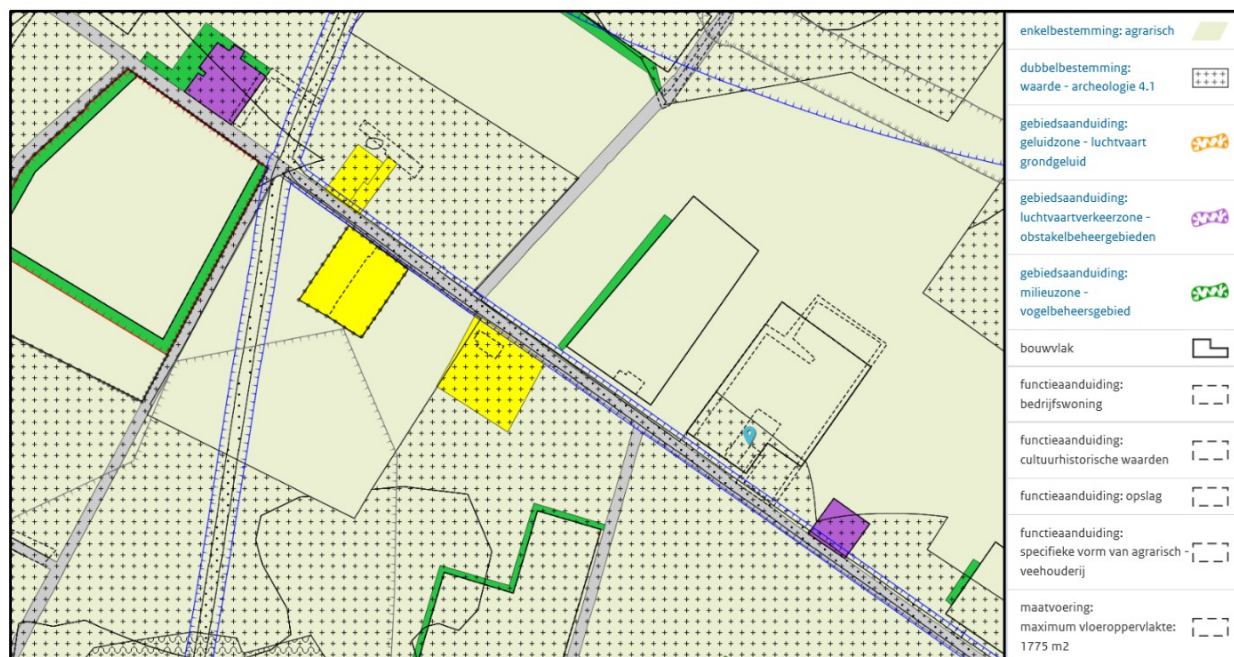 enkelbestemming: agrarisch
dubbelbestemming:
waarde - archeologie 4.1
gebiedsaanduiding:
geluidzone - luchtvaart
grondgeluid
gebiedsaanduiding:
luchtvaartverkeerzone -
obstakelbeheergebieden
gebiedsaanduiding:
milieuzone -
vogelbeheersgebied
bouwvlak
functieaanduiding:
bedrijfswoning
functieaanduiding:
cultuurhistorische waarden
functieaanduiding: opslag
functieaanduiding:
specifieke vorm van agrarisch -
veehouderij
maatvoering:
maximum vloeroppervlakte:
1775 m2